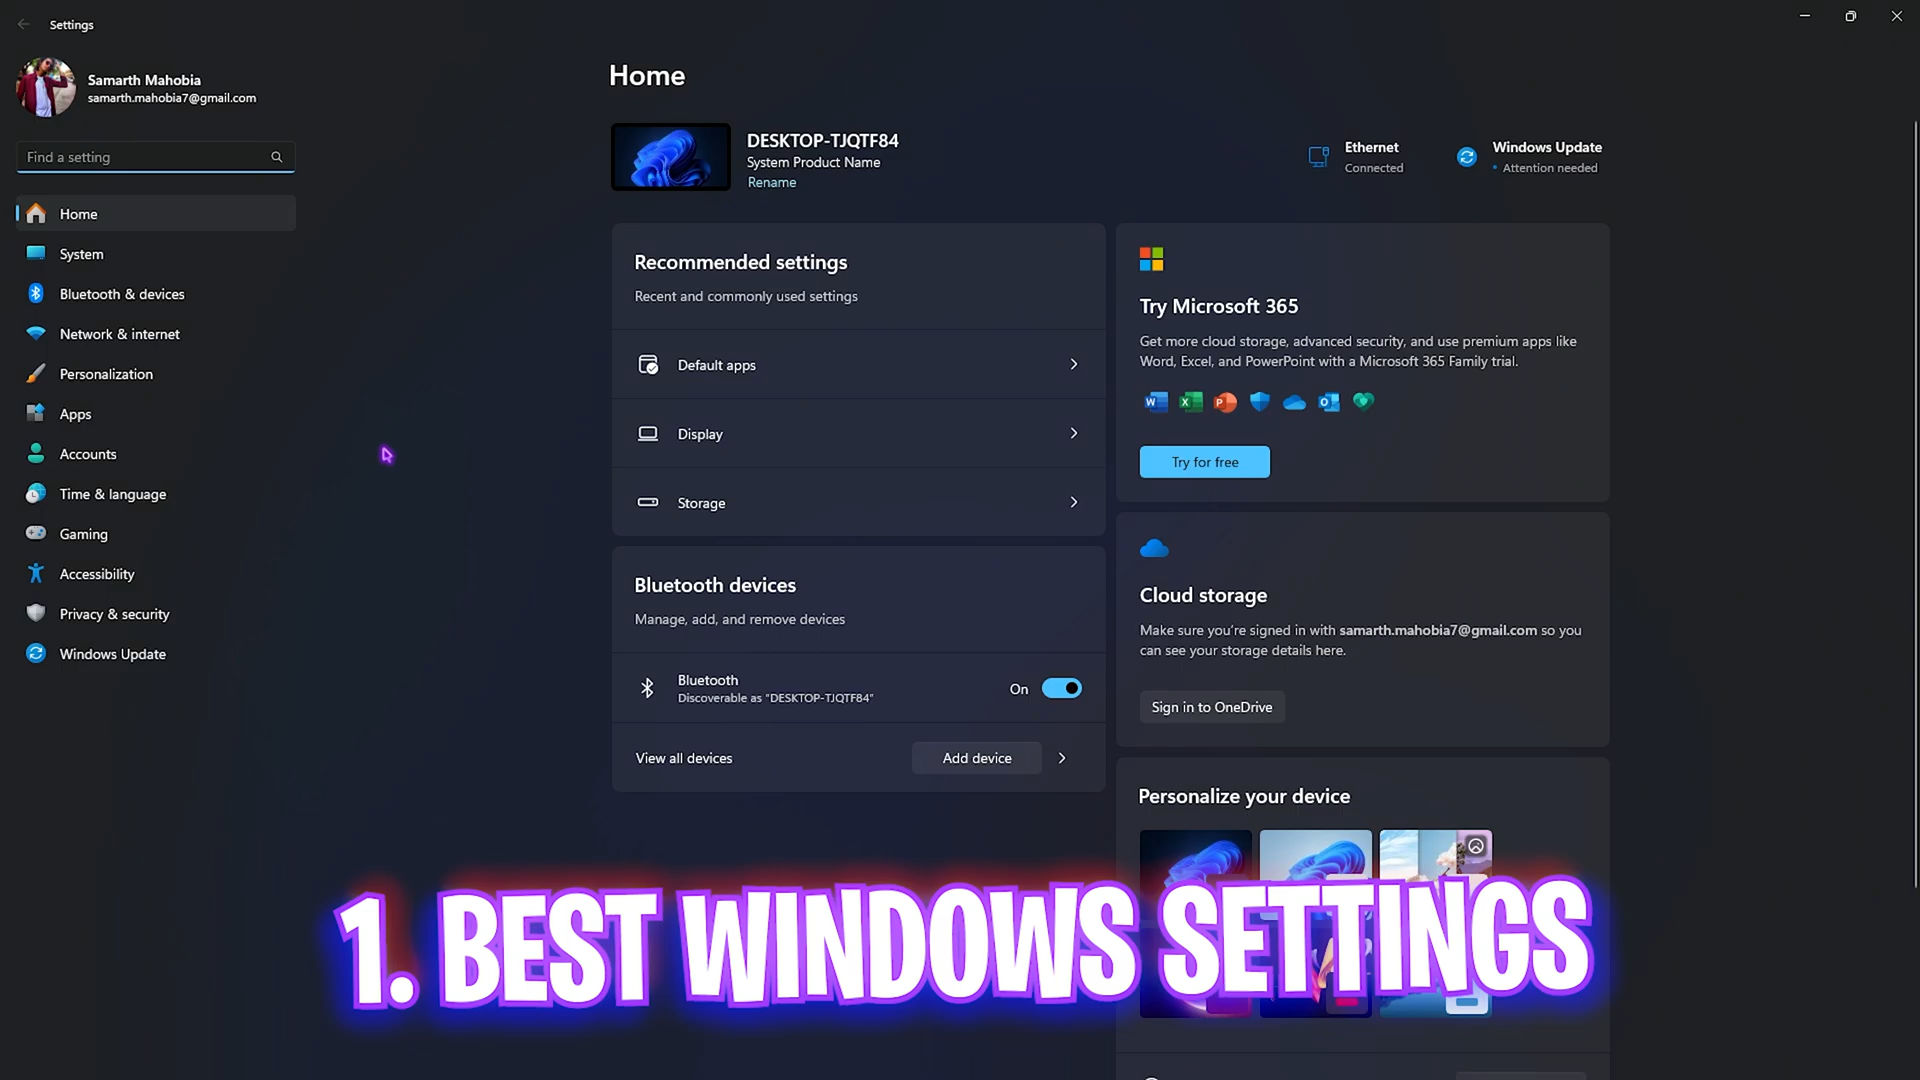 Settings
Samarth Mahobia
samarth.mahobia7@gmail.com
Find a setting
Home
System
Bluetooth & devices
Network & internet
Personalization
Apps
Accounts
Time & language
Gaming
Accessibility
Privacy & security
Windows Update
Home
DESKTOP-TJQTF84
System Product Name
Rename
Ethernet
Connected
Windows Update
• Attention needed
Recommended settings
Recent and commonly used settings
Default apps
Display
Storage
Bluetooth devices
Manage, add, and remove devices
Bluetooth
Discoverable as "DESKTOP-TJQTF84"
On
View all devices
Add device
Try Microsoft 365
Get more cloud storage, advanced security, and use premium apps like
Word, Excel, and PowerPoint with a Microsoft 365 Family trial.
Try for free
Cloud storage
Make sure you're signed in with samarth.mahobia7@gmail.com so you
can see your storage details here.
Sign in to OneDrive
Personalize your device
1. BEST WINDOWS SETTINGS